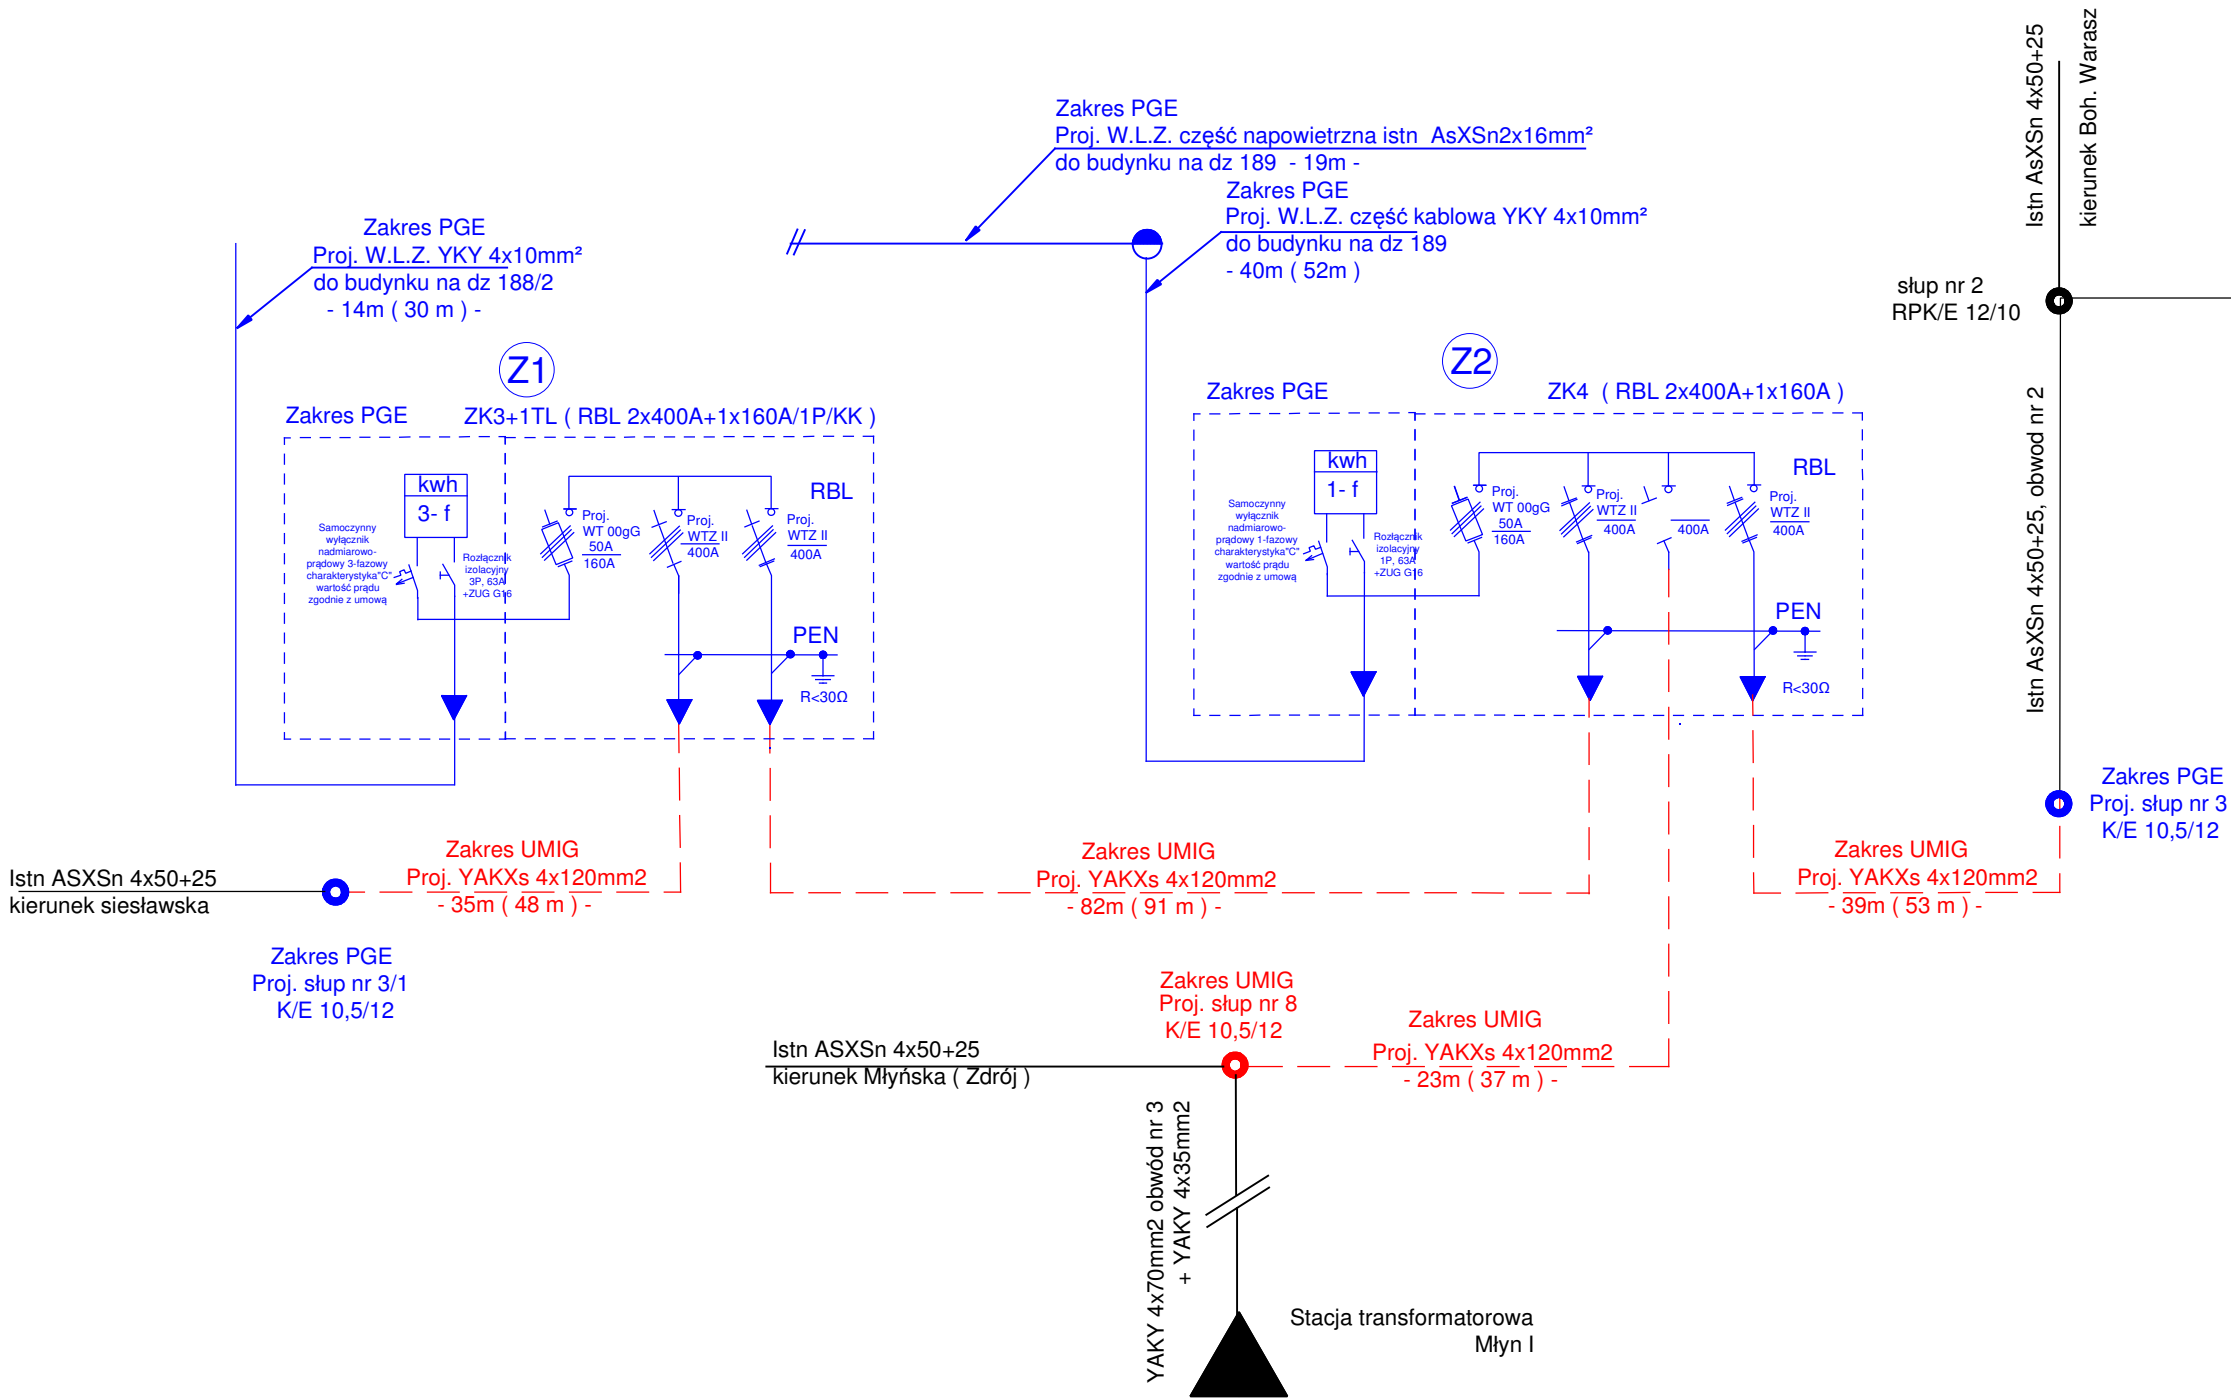 Istn AsXSn 4x50+25
kierunek Boh. Warasz
Zakres PGE
Proj. W.L.Z. część napowietrzna istn AsXSn2x16mm²
do budynku na dz 189 - 19m -
Zakres PGE
Proj. W.L.Z. część kablowa YKY 4x10mm²
do budynku na dz 189
- 40m ( 52m )
Zakres PGE
Proj. W.L.Z. YKY 4x10mm²
do budynku na dz 188/2
- 14m ( 30 m ) -
słup nr 2
RPK/E 12/10
Istn AsXSn 4x50+25, obwod nr 2
Z1
Zakres PGE
ZK3+1TL ( RBL 2x400A+1x160A/1P/KK )
kwh
3- f
Samoczynny
wyłącznik
nadmiarowo-
prądowy 3-fazowy
charakterystyka"C"
wartość prądu
zgodnie z umową
Rozłącznik
izolacyjny
3P, 63A
+ZUG G16
Proj.
WT 00gG
50A
160A
Proj.
WTZ II
400A
Proj.
WTZ II
400A
RBL
PEN
R<30Ω
Z2
Zakres PGE
ZK4 ( RBL 2x400A+1x160A )
kwh
1- f
Samoczynny
wyłącznik
nadmiarowo-
prądowy 1-fazowy
charakterystyka"C"
wartość prądu
zgodnie z umową
Rozłącznik
izolacyjny
1P, 63A
+ZUG G16
Proj.
WT 00gG
50A
160A
Proj.
WTZ II
400A
400A
Proj.
WTZ II
400A
RBL
PEN
R<30Ω
Zakres PGE
Proj. słup nr 3
K/E 10,5/12
Istn ASXSn 4x50+25
kierunek siesławska
Zakres UMIG
Proj. YAKXs 4x120mm2
- 35m ( 48 m ) -
Zakres UMIG
Proj. YAKXs 4x120mm2
- 82m ( 91 m ) -
Zakres UMIG
Proj. YAKXs 4x120mm2
- 39m ( 53 m ) -
Zakres PGE
Proj. słup nr 3/1
K/E 10,5/12
Zakres UMIG
Proj. słup nr 8
K/E 10,5/12
Istn ASXSn 4x50+25
kierunek Młyńska ( Zdrój )
Zakres UMIG
Proj. YAKXs 4x120mm2
- 23m ( 37 m ) -
YAKY 4x70mm2 obwód nr 3
+ YAKY 4x35mm2
Stacja transformatorowa
Młyn I